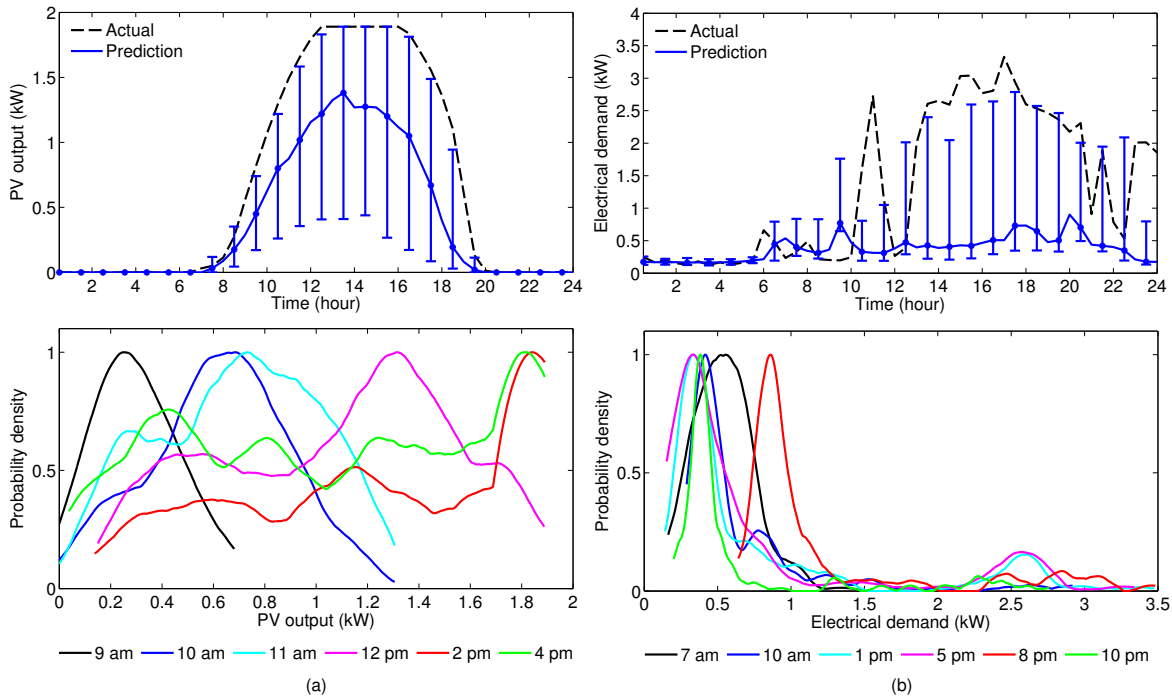 Actual
Prediction
PV output (kW)
2
1.5
1
0.5
0
2 4 6 8 10 12 14 16 18 20 22 24
Time (hour)
Actual
Prediction
Electrical demand (kW)
4
3.5
3
2.5
2
1.5
1
0.5
0
2 4 6 8 10 12 14 16 18 20 22 24
Time (hour)
Probability density
1
0.5
0
0 0.2 0.4 0.6 0.8 1 1.2 1.4 1.6 1.8 2
PV output (kW)
9 am 10 am 11 am 12 pm 2 pm 4 pm
(a)
Probability density
1
0.5
0
0 0.5 1 1.5 2 2.5 3 3.5
Electrical demand (kW)
7 am 10 am 1 pm 5 pm 8 pm 10 pm
(b)